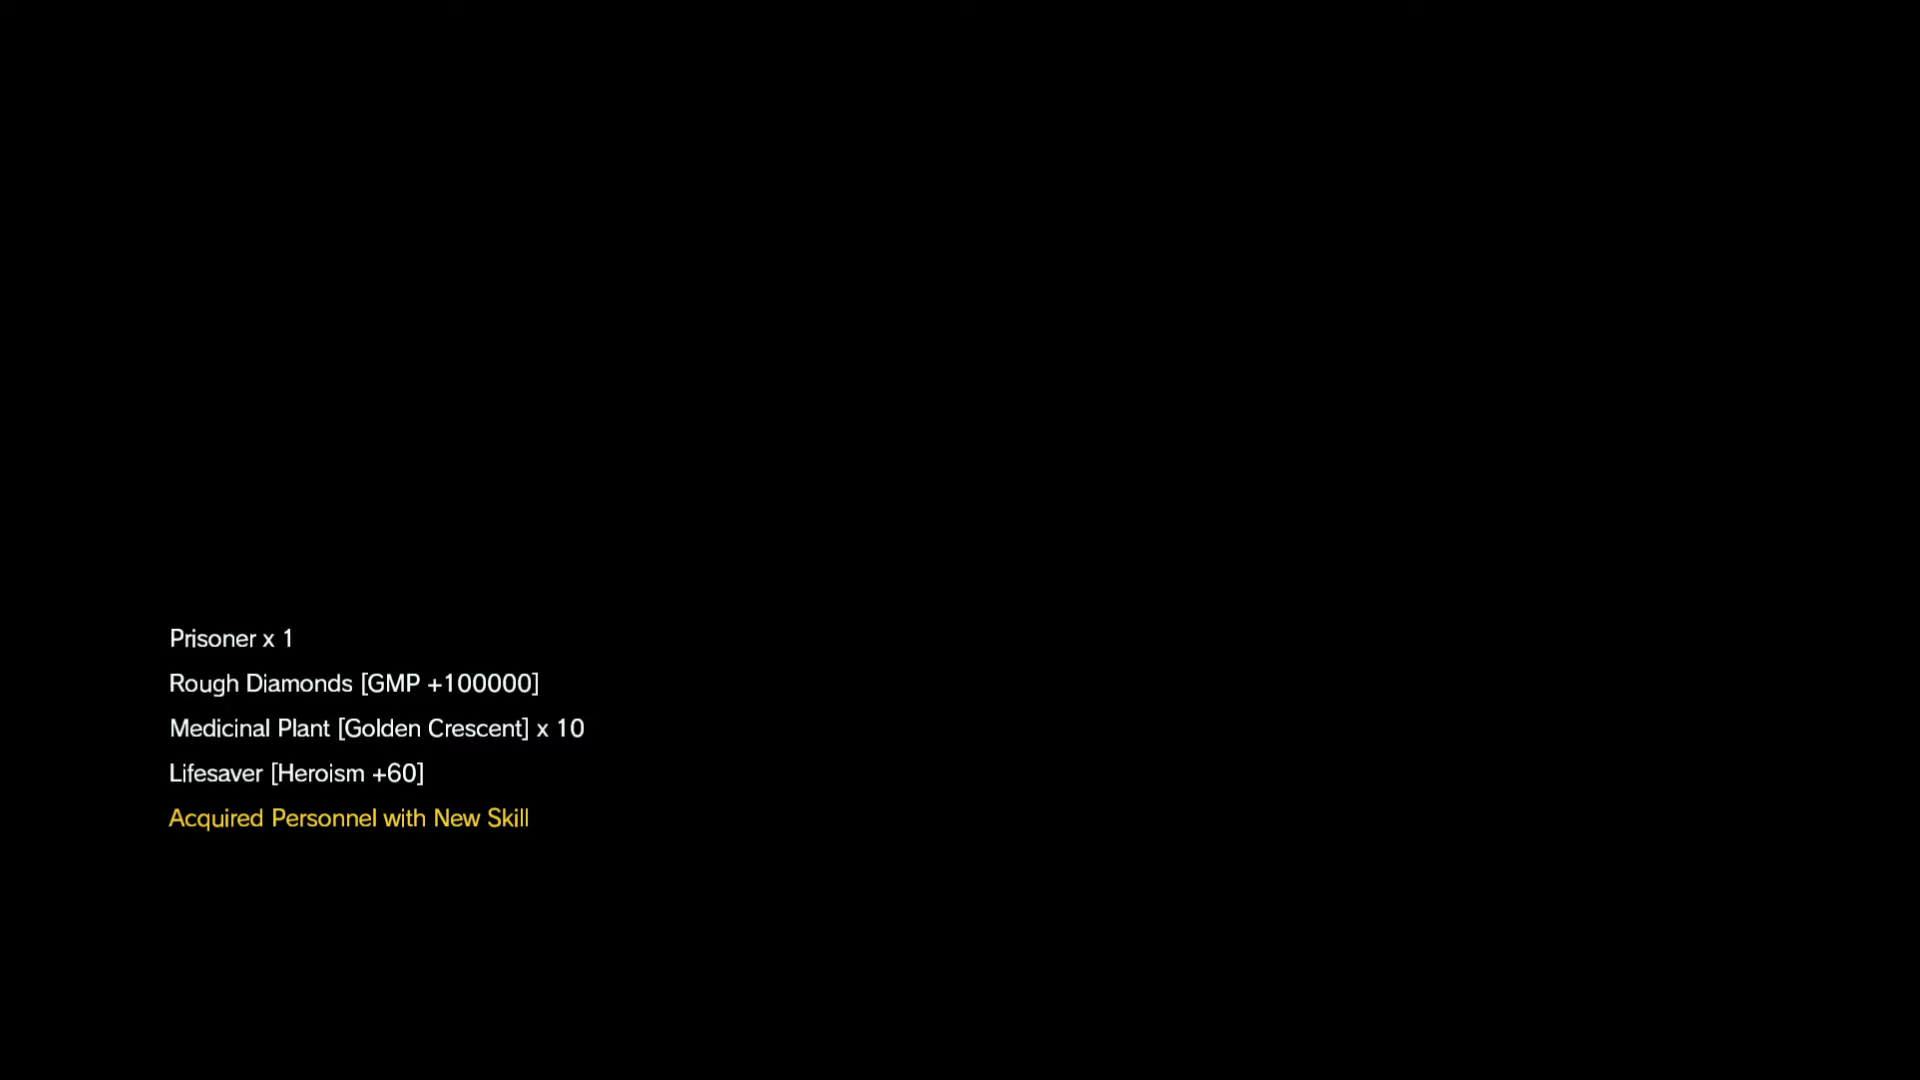 Prisoner x 1
Rough Diamonds [GMP +100000]
Medicinal Plant [Golden Crescent] x 10
Lifesaver [Heroism +60]
Acquired Personnel with New Skill